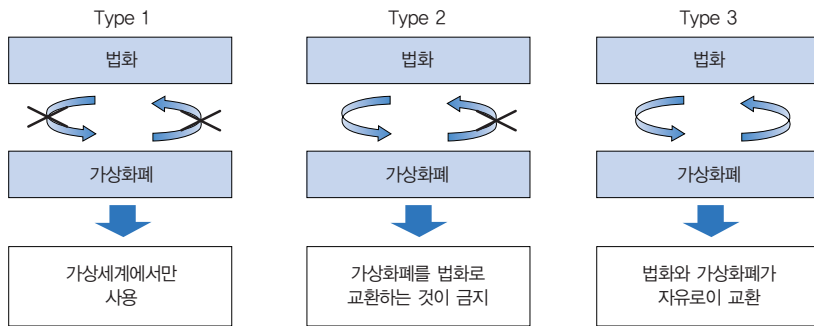 Type 1
법화
가상화폐
가상세계에서만
사용
Type 2
법화
가상화폐
가상화폐를 법화로
교환하는 것이 금지
Type 3
법화
가상화폐
법화와 가상화폐가
자유로이 교환